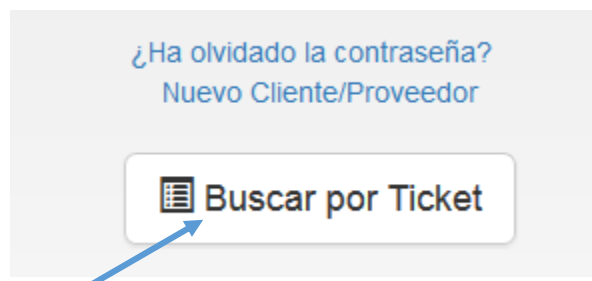 ¿Ha olvidado la contraseña?
Nuevo Cliente/Proveedor
Buscar por Ticket